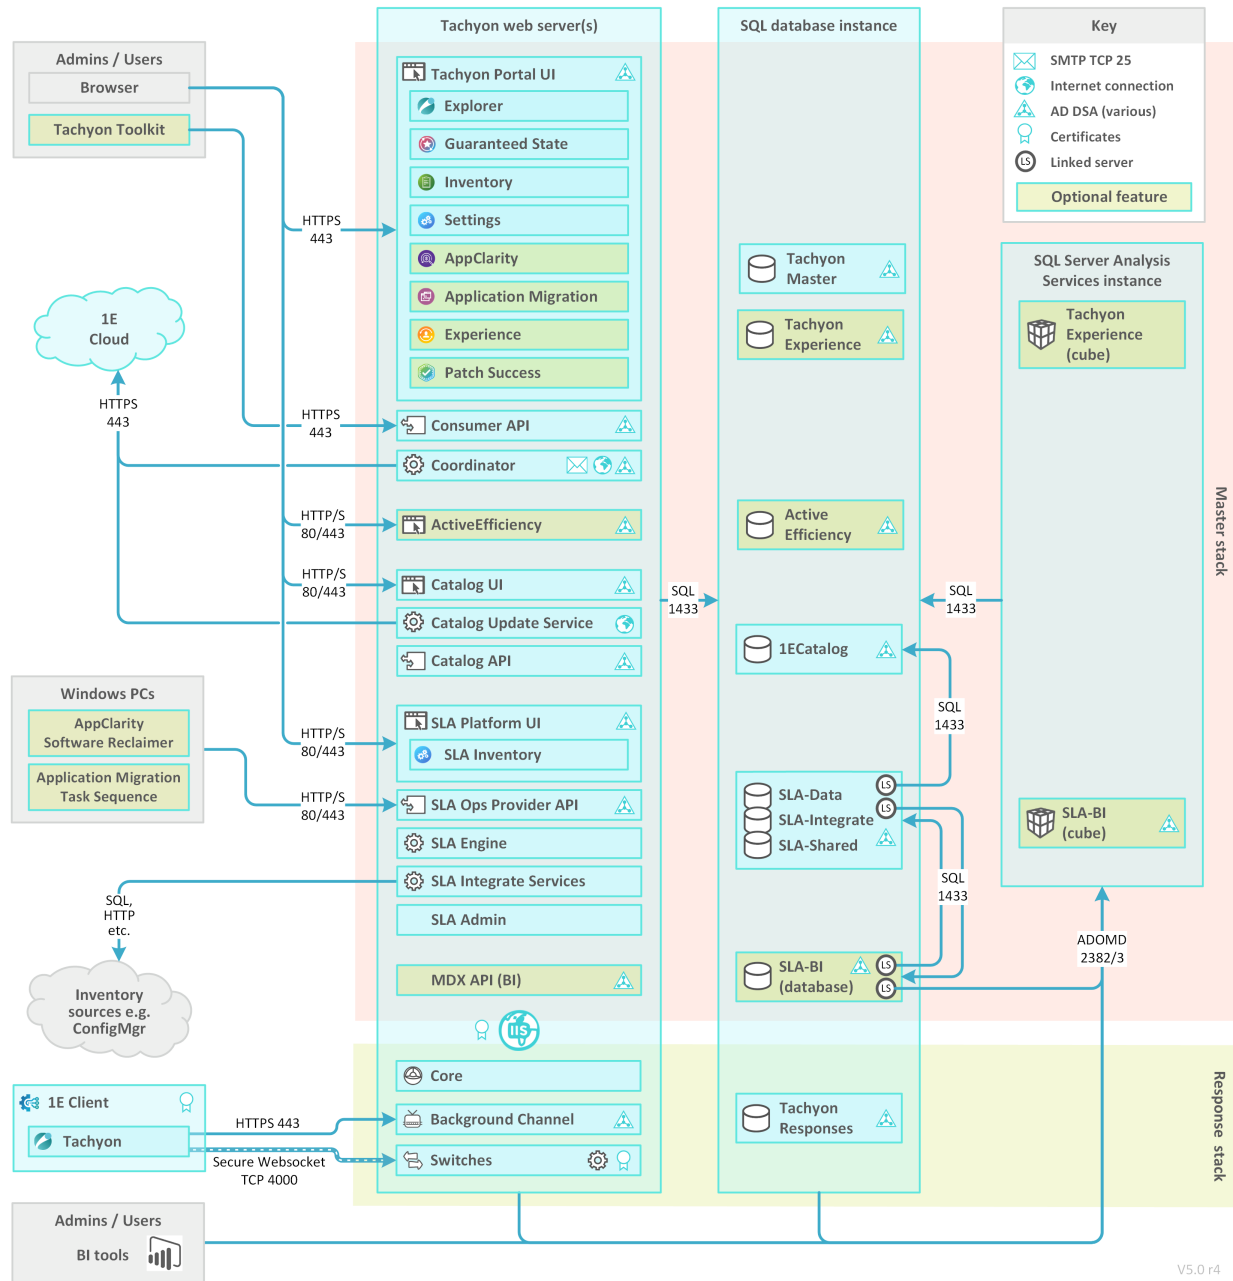 Tachyon web server(s)
SQL database instance
Key
SMTP TCP 25
Internet connection
AD DSA (various)
Certificates
LS
Linked server
Optional feature
Admins / Users
Browser
Tachyon Toolkit
Tachyon Portal UI
Explorer
Guaranteed State
Inventory
Settings
AppClarity
Application Migration
Experience
Patch Success
HTTPS
443
Tachyon
Master
Tachyon
Experience
SQL Server Analysis
Services instance
Tachyon
Experience
(cube)
1E
Cloud
HTTPS
443
HTTPS
443
Consumer API
Coordinator
HTTP/S
80/443
ActiveEfficiency
Active
Efficiency
Master stack
HTTP/S
80/443
Catalog UI
Catalog Update Service
Catalog API
SQL
1433
SQL
1433
1ECatalog
SQL
1433
Windows PCs
AppClarity
Software Reclaimer
Application Migration
Task Sequence
HTTP/S
80/443
SLA Platform UI
SLA Inventory
HTTP/S
80/443
SLA Ops Provider API
SLA Engine
SLA Integrate Services
SLA Admin
MDX API (BI)
LS
SLA-Data
LS
SLA-Integrate
SLA-Shared
SLA-BI
(cube)
SQL
1433
SQL,
HTTP
etc.
ADOMD
2382/3
Inventory
sources e.g.
ConfigMgr
SLA-BI
(database)
LS
LS
IIS
Core
Background Channel
Switches
Tachyon
Responses
Response stack
1E Client
Tachyon
HTTPS 443
Secure Websocket
TCP 4000
Admins / Users
BI tools
V5.0 r4